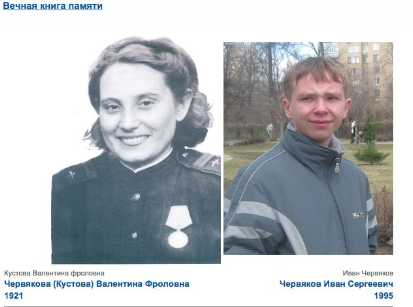 Вечная книга памяти
Кустова Валентина фроловна
Иван Червяков
Червякова (Кустова) Валентина Фроловна
Червяков Иван Сергеевич
1921
1995